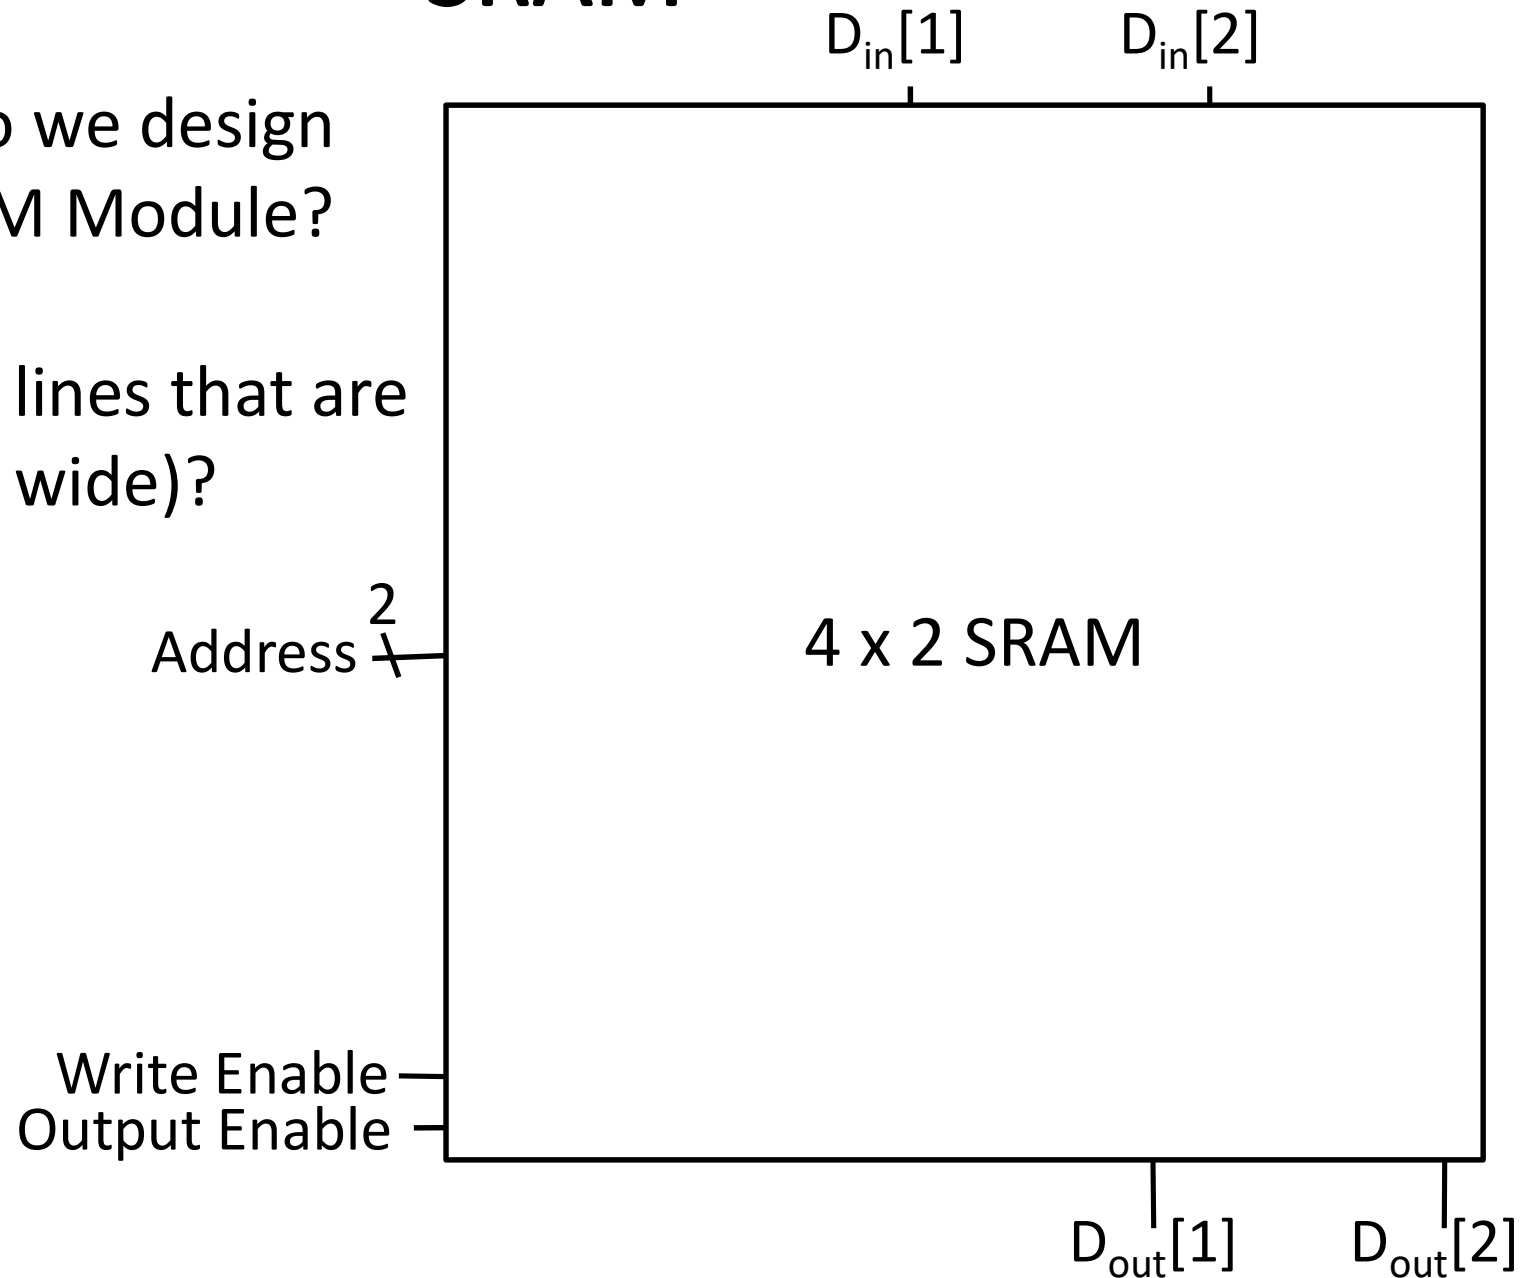 SRAM
D_in[1] D_in[2]
we design
Module?
lines that are
wide)?
2
Address
4 x 2 SRAM
Write Enable
Output Enable
D_out[1] D_out[2]